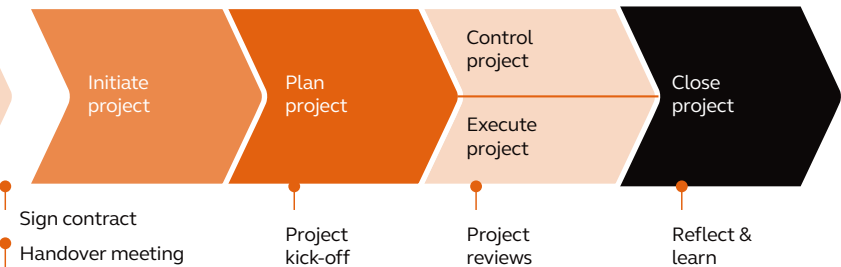 Initiate
project
Plan
project
Control
project
Execute
project
Close
project
Sign contract
Handover meeting
Project
kick-off
Project
reviews
Reflect &
learn